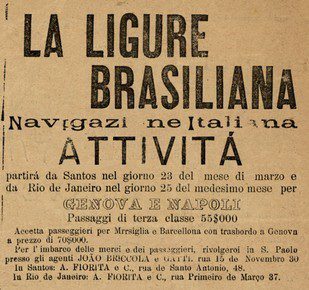 LA LIGURE
BRASILIANA
Navigazi ne Italiana
ATTIVITÁ
partirá da Santos nel giorno 23 del mese di marzo e
da Rio de Janeiro nel giorno 25 del medesimo mese per
GENOVA E NAPOLI
Passaggi di terza classe 55$000
Accetta passeggieri per Mrrsiglia e Barcellona con trasbordo a Genova
a prezzo di 70$000.
Per l'imbarco delle merci e dei passaggieri, rivolgersi in S. Paolo
presso gli agenti JOÃO BRICCOLA e GATTI. rua 15 de Novembro 30
In Santos: A. FIORITA e C., rua de Santo Antonio, 48.
In Rio de Janeiro: A. FIORITA e C., rua Primeiro de Março 37.